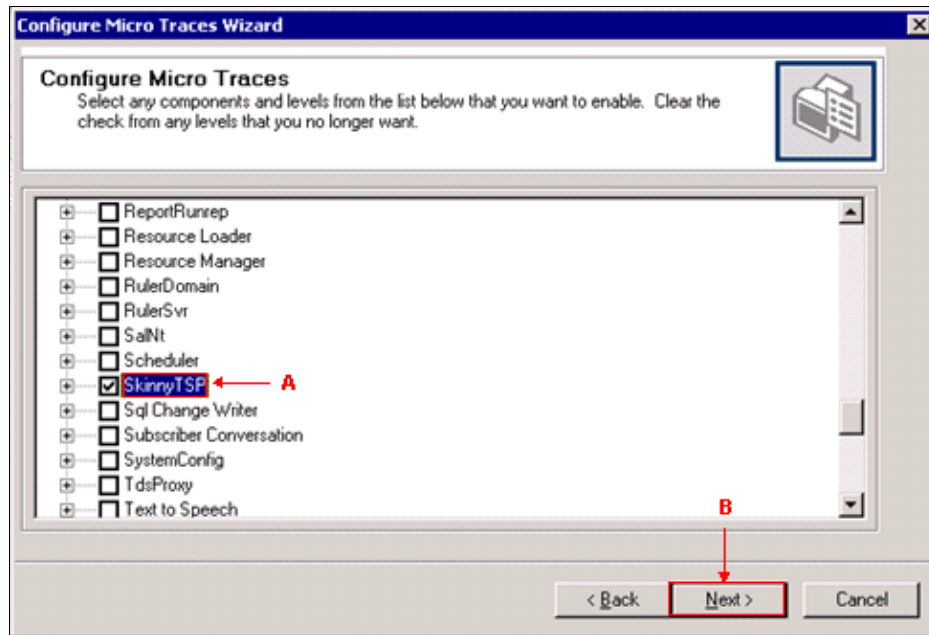 Configure Micro Traces Wizard
Configure Micro Traces
Select any components and levels from the list below that you want to enable. Clear the
check from any levels that you no longer want.
ReportRunrep
Resource Loader
Resource Manager
RulerDomain
RulerSvr
SalNt
Scheduler
SkinnyTSP
A
Sql Change Writer
Subscriber Conversation
SystemConfig
TdsProxy
Text to Speech
B
< Back
Next >
Cancel